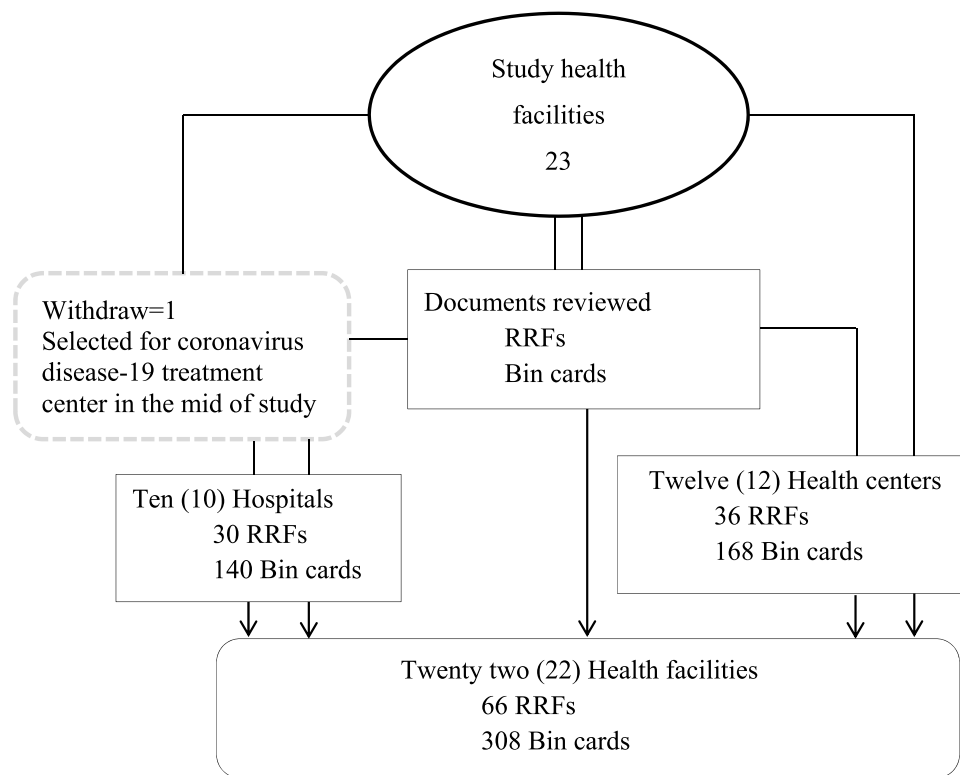 Study health
facilities
23
Withdraw=1
Selected for coronavirus
disease-19 treatment
center in the mid of study
Documents reviewed
RRFs
Bin cards
Ten (10) Hospitals
30 RRFs
140 Bin cards
Twelve (12) Health centers
36 RRFs
168 Bin cards
Twenty two (22) Health facilities
66 RRFs
308 Bin cards